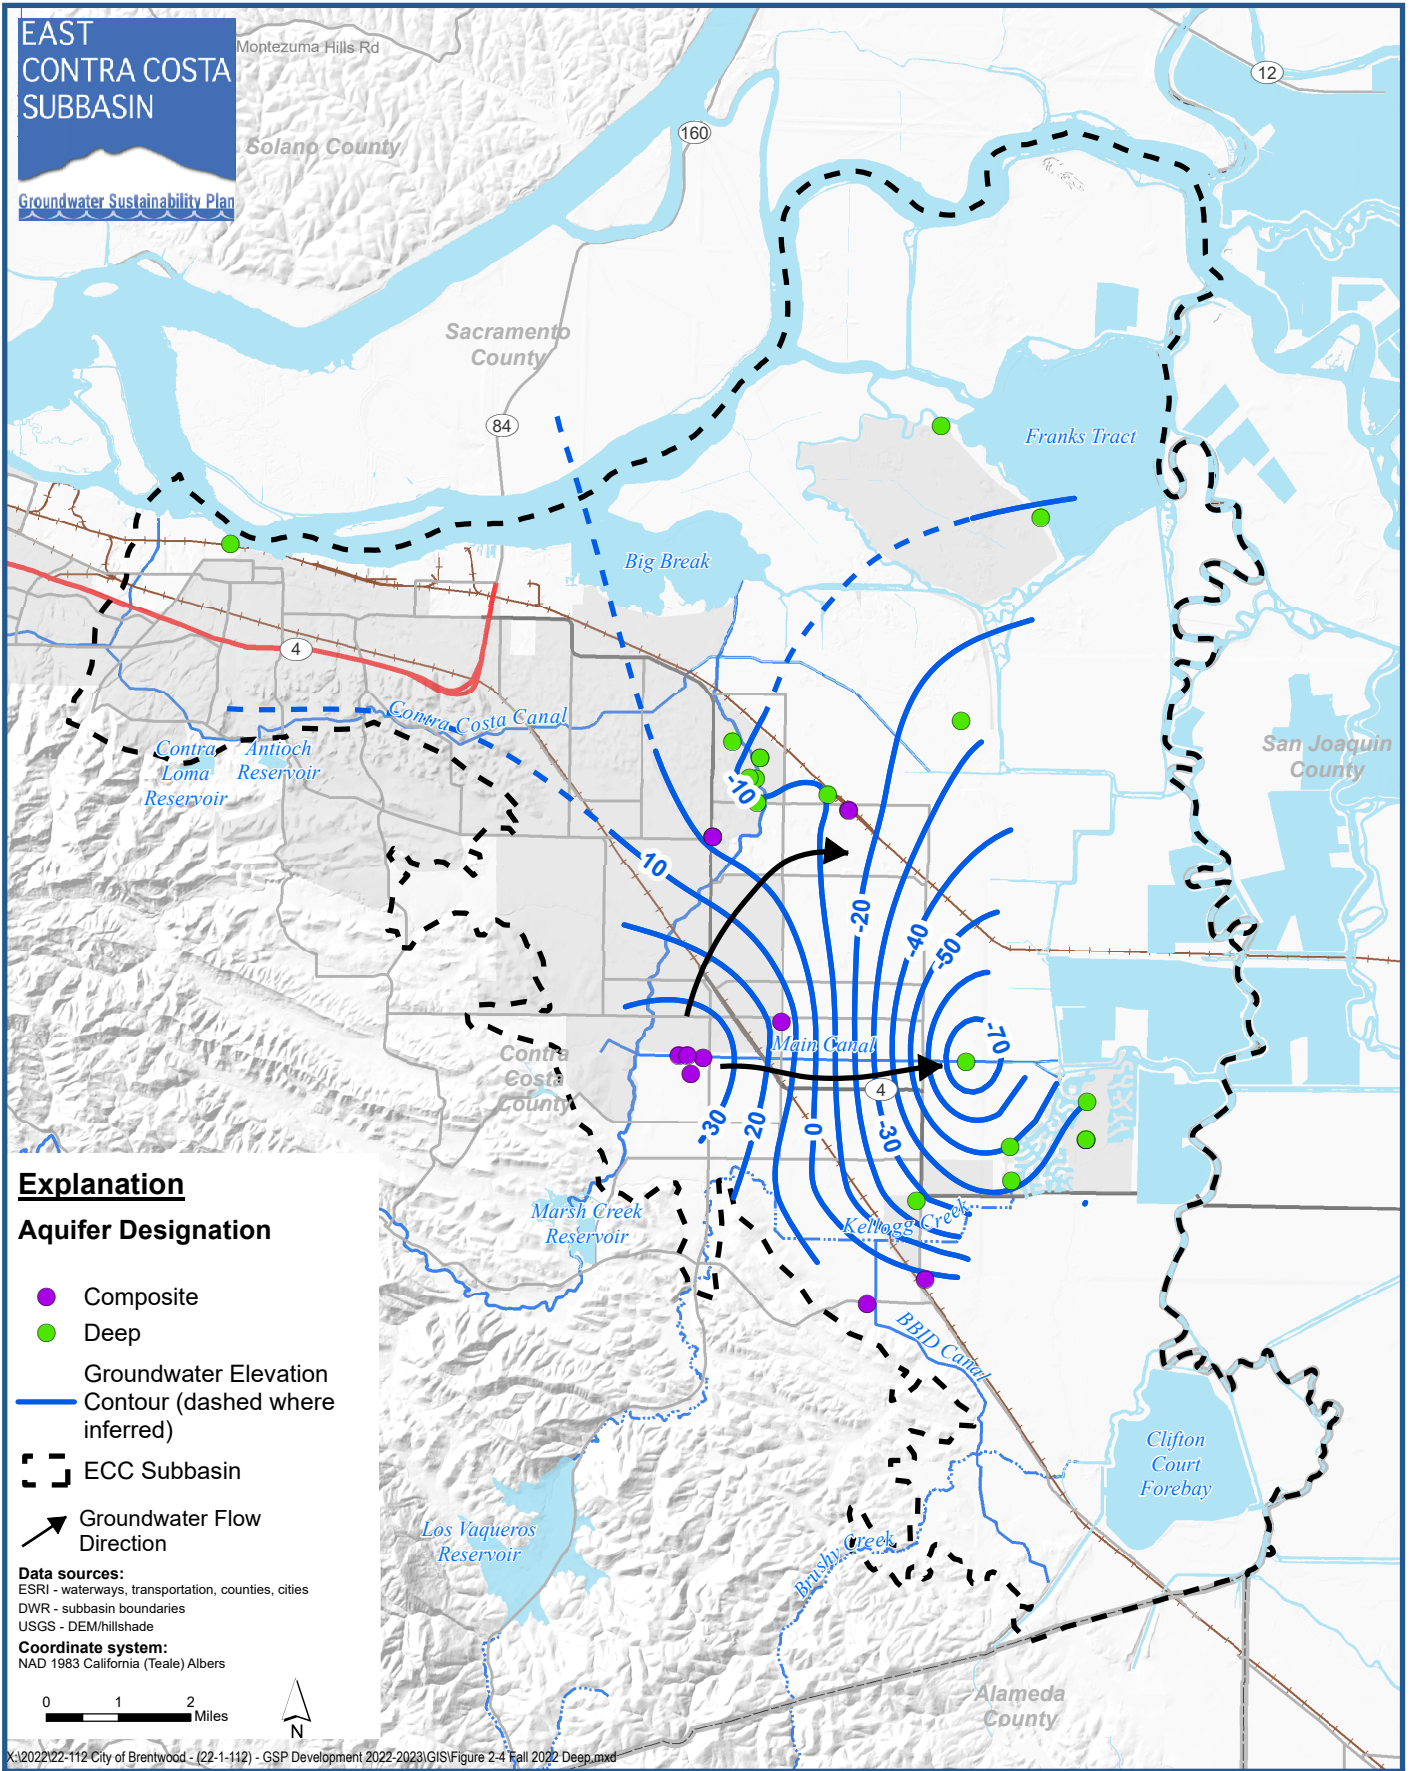 EAST
CONTRA COSTA
SUBBASIN
Groundwater Sustainability Plan
Montezuma Hills Rd
Solano County
160
12
Sacramento
County
84
Franks Tract
Big Break
4
Contra Costa Canal
Contra
Loma
Reservoir
Antioch
Reservoir
San Joaquin
County
-10
10
-20
-40
-50
-70
Main Canal
Contra
Costa
County
4
30
20
0
-30
Marsh Creek
Reservoir
Kellogg Creek
BBID Canal
Clifton
Court
Forebay
Los Vaqueros
Reservoir
Brushy Creek
Alameda
County
Explanation
Aquifer Designation
Composite
Deep
Groundwater Elevation
Contour (dashed where
inferred)
ECC Subbasin
Groundwater Flow
Direction
Data sources:
ESRI - waterways, transportation, counties, cities
DWR - subbasin boundaries
USGS - DEM/hillshade
Coordinate system:
NAD 1983 California (Teale) Albers
0 1 2
Miles
N
X:\2022\22-112 City of Brentwood - (22-1-112) - GSP Development 2022-2023\GIS\Figure 2-4 Fall 2022 Deep.mxd